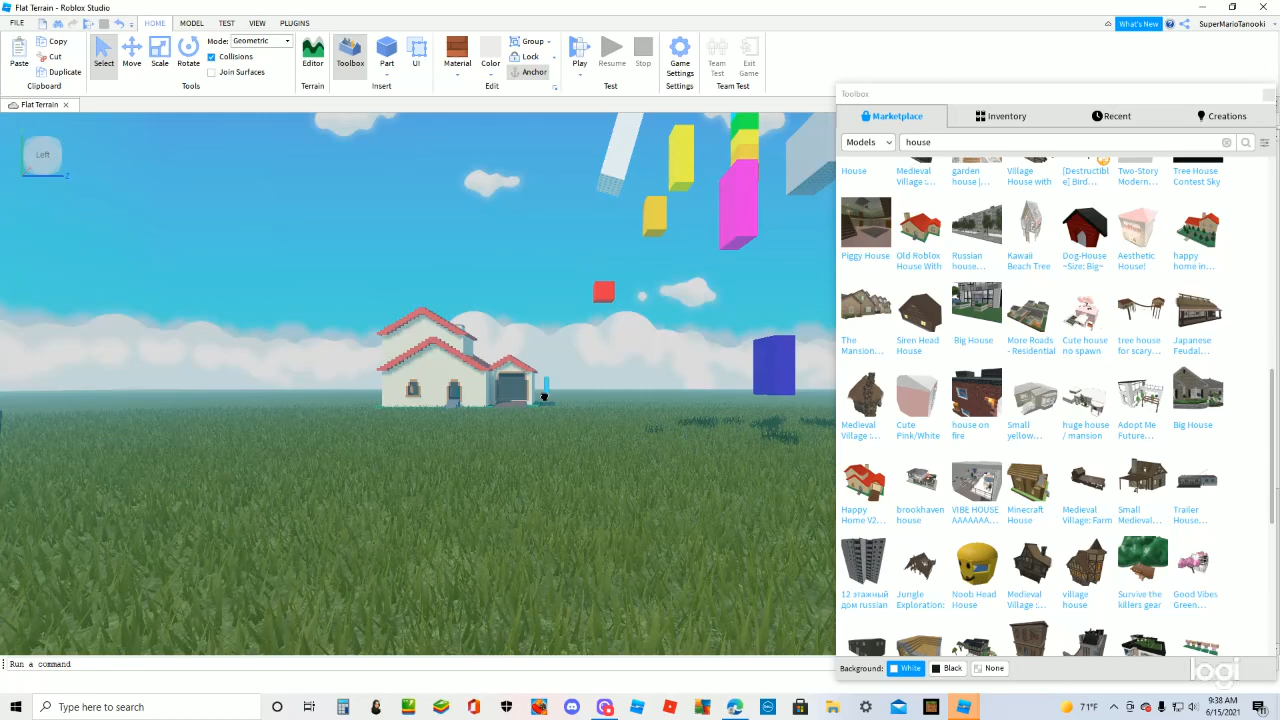 Flat Terrain - Roblox Studio
FILE HOME MODEL TEST VIEW PLUGINS What's New SuperMarioTanooki
Paste Copy Cut Duplicate Select Move Scale Rotate Mode: Geometric Collisions Join Surfaces Editor Toolbox Part UI Material Color Group Lock Anchor Play Resume Stop Game Settings Team Test Exit Game
Clipboard Tools Terrain Insert Edit Test Settings Team Test
Flat Terrain
Toolbox
Marketplace Inventory Recent Creations
Models house
Left
Z
House Medieval Village :... garden house |... Village House with [Destructible] Bird... Two-Story Modern... Tree House Contest Sky
Piggy House Old Roblox House With Russian house... Kawaii Beach Tree Dog-House ~Size: Big~ Aesthetic House! happy home in...
The Mansion... Siren Head House Big House More Roads - Residential Cute house no spawn tree house for scary... Japanese Feudal...
Medieval Village :... Cute Pink/White house on fire Small yellow... huge house / mansion Adopt Me Future... Big House
Happy Home V2... brookhaven house VIBE HOUSE AAAAAAA... Minecraft House Medieval Village: Farm Small Medieval... Trailer House...
12 этажный дом russian Jungle Exploration: Noob Head House Medieval Village :... village house Survive the killers gear Good Vibes Green...
Run a command
Background: White Black None
logi
Type here to search
71°F
9:38 AM
6/15/2021